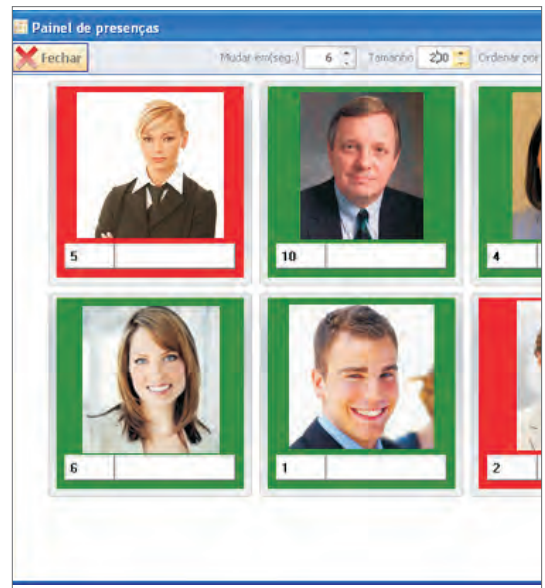 Painel de presenças
Fechar Mudar em(seg.) 6 Tamanho 200 Ordenar por
5 10 4
6 1 2